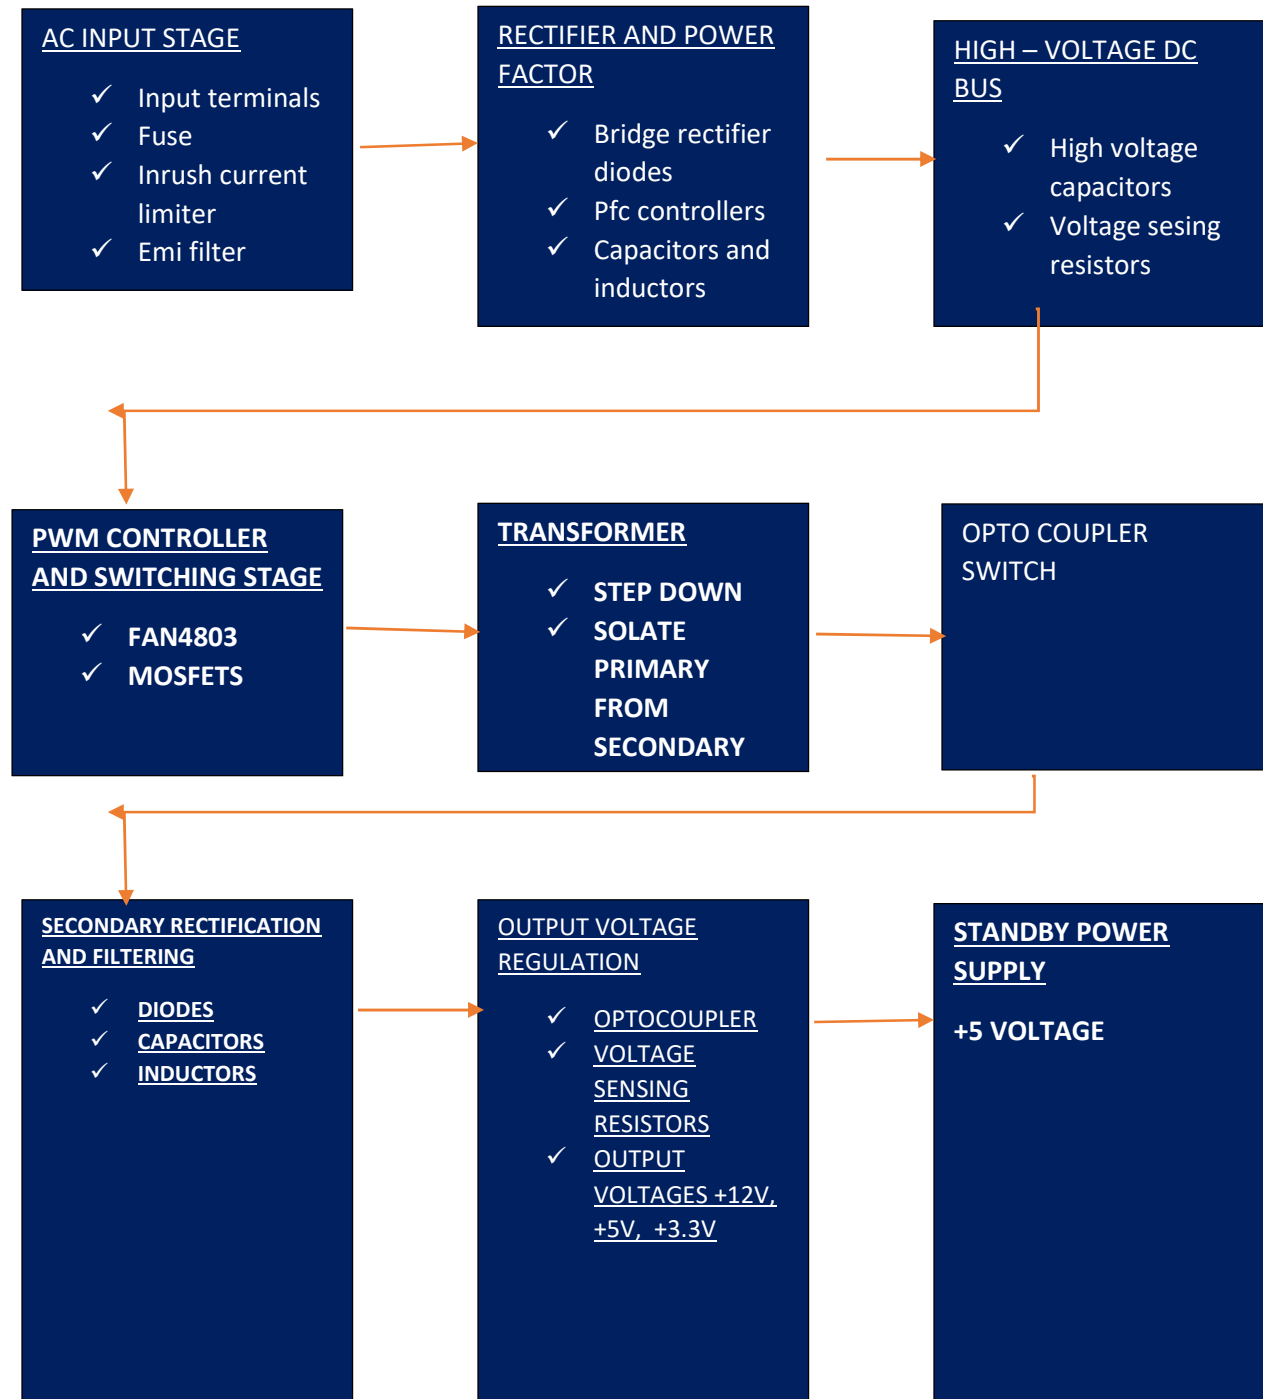 AC INPUT STAGE
✓ Input terminals
✓ Fuse
✓ Inrush current
limiter
✓ Emi filter
RECTIFIER AND POWER
FACTOR
✓ Bridge rectifier
diodes
✓ Pfc controllers
✓ Capacitors and
inductors
HIGH – VOLTAGE DC
BUS
✓ High voltage
capacitors
✓ Voltage sesing
resistors
PWM CONTROLLER
AND SWITCHING STAGE
✓ FAN4803
✓ MOSFETS
TRANSFORMER
✓ STEP DOWN
✓ SOLATE
PRIMARY
FROM
SECONDARY
OPTO COUPLER
SWITCH
SECONDARY RECTIFICATION
AND FILTERING
✓ DIODES
✓ CAPACITORS
✓ INDUCTORS
OUTPUT VOLTAGE
REGULATION
✓ OPTOCOUPLER
✓ VOLTAGE
SENSING
RESISTORS
✓ OUTPUT
VOLTAGES +12V,
+5V, +3.3V
STANDBY POWER
SUPPLY
+5 VOLTAGE